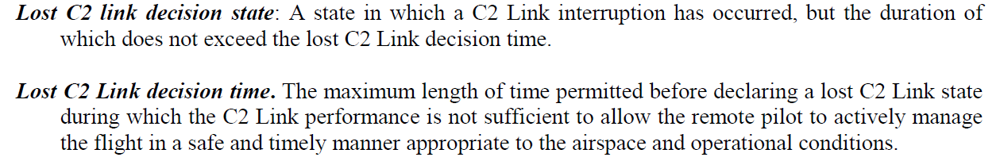 Lost C2 link decision state: A state in which a C2 Link interruption has occurred, but the duration of
which does not exceed the lost C2 Link decision time.
Lost C2 Link decision time. The maximum length of time permitted before declaring a lost C2 Link state
during which the C2 Link performance is not sufficient to allow the remote pilot to actively manage
the flight in a safe and timely manner appropriate to the airspace and operational conditions.